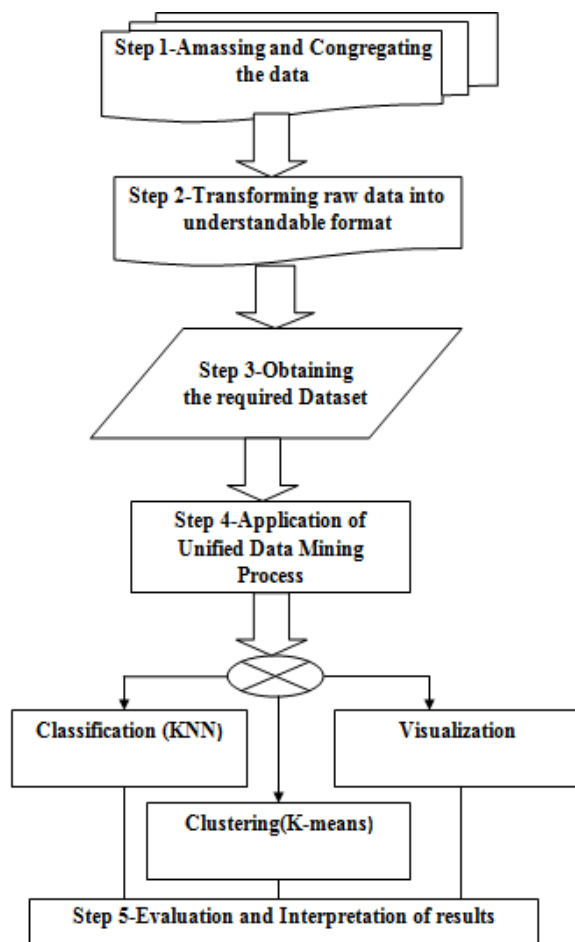 Step 1-Amassing and Congregating
the data
Step 2-Transforming raw data into
understandable format
Step 3-Obtaining
the required Dataset
Step 4-Application of
Unified Data Mining
Process
Classification (KNN)
Visualization
Clustering(K-means)
Step 5-Evaluation and Interpretation of results